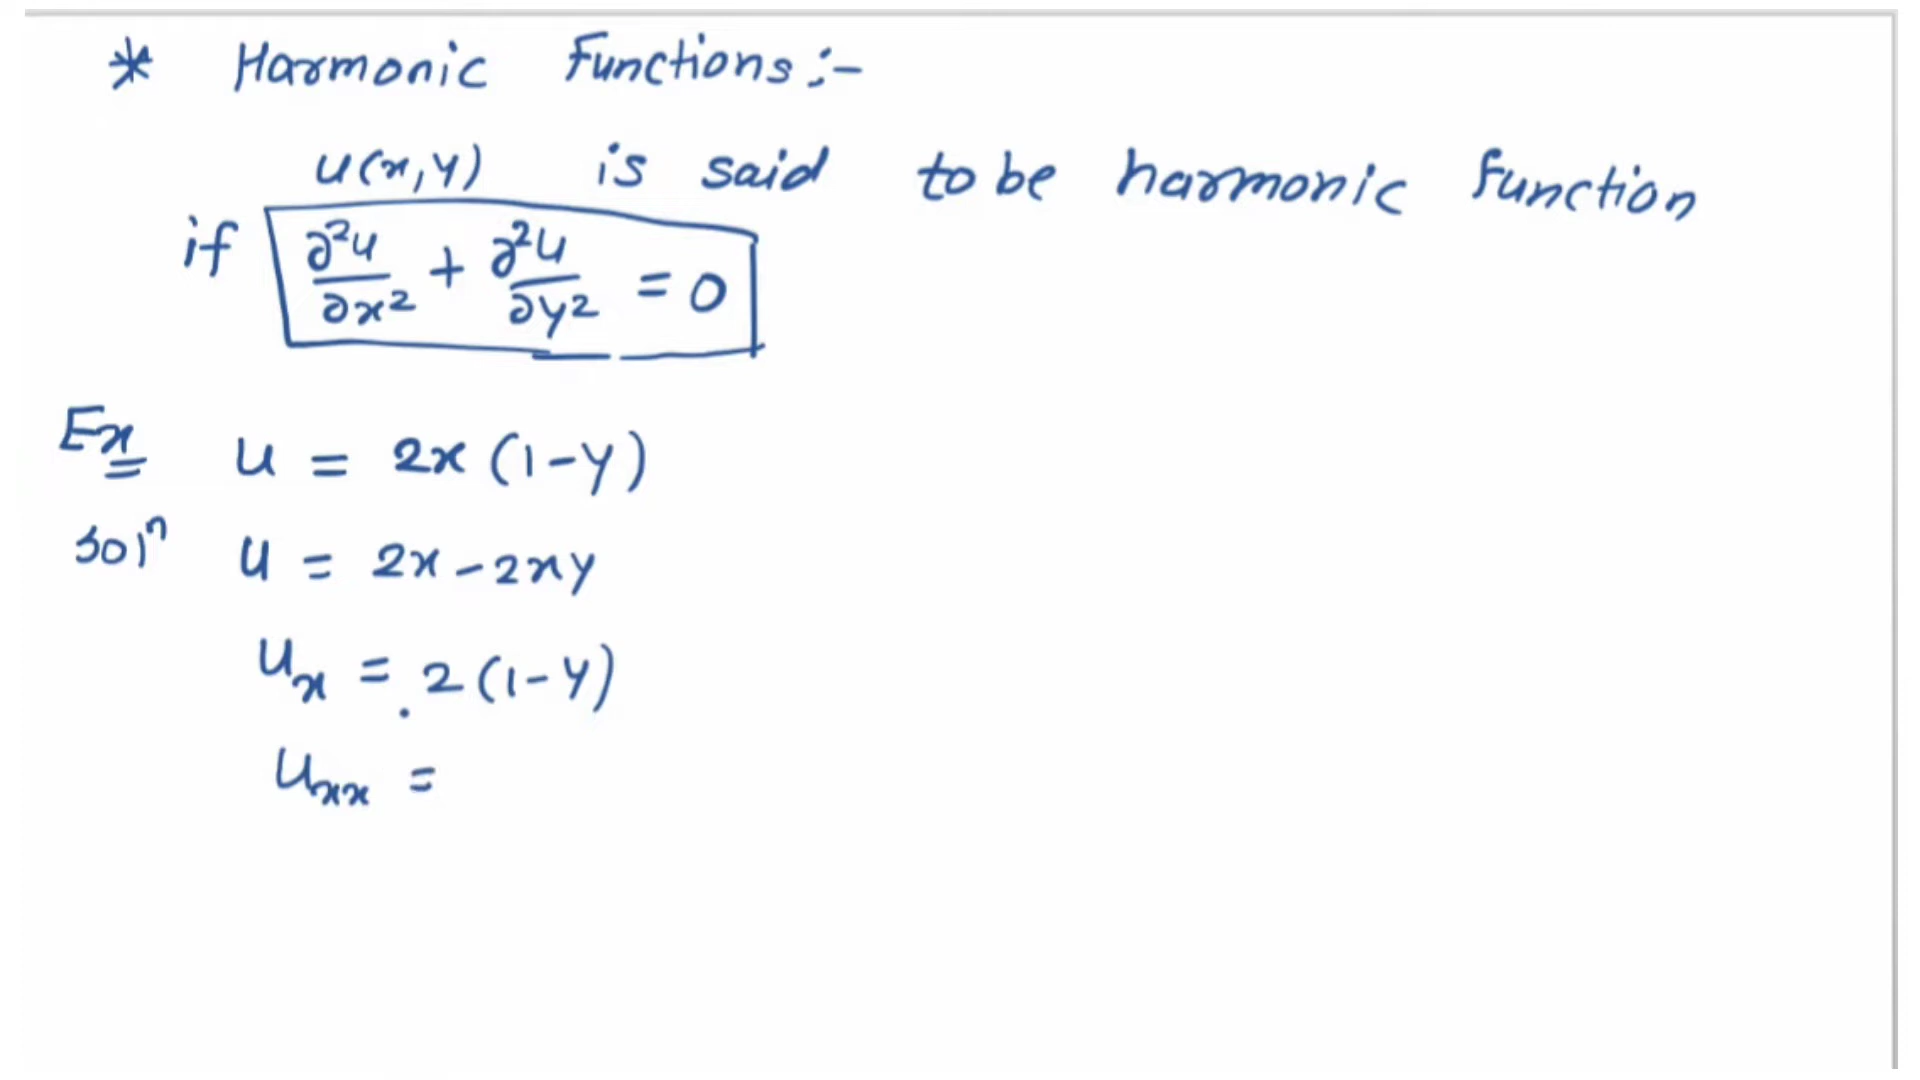 * Harmonic Functions:-
u(x,y) is said to be harmonic function
if ∂²u/∂x² + ∂²u/∂y² = 0
Ex u = 2x(1-y)
solⁿ u = 2x-2xy
uₓ = 2(1-y)
uₓₓ =